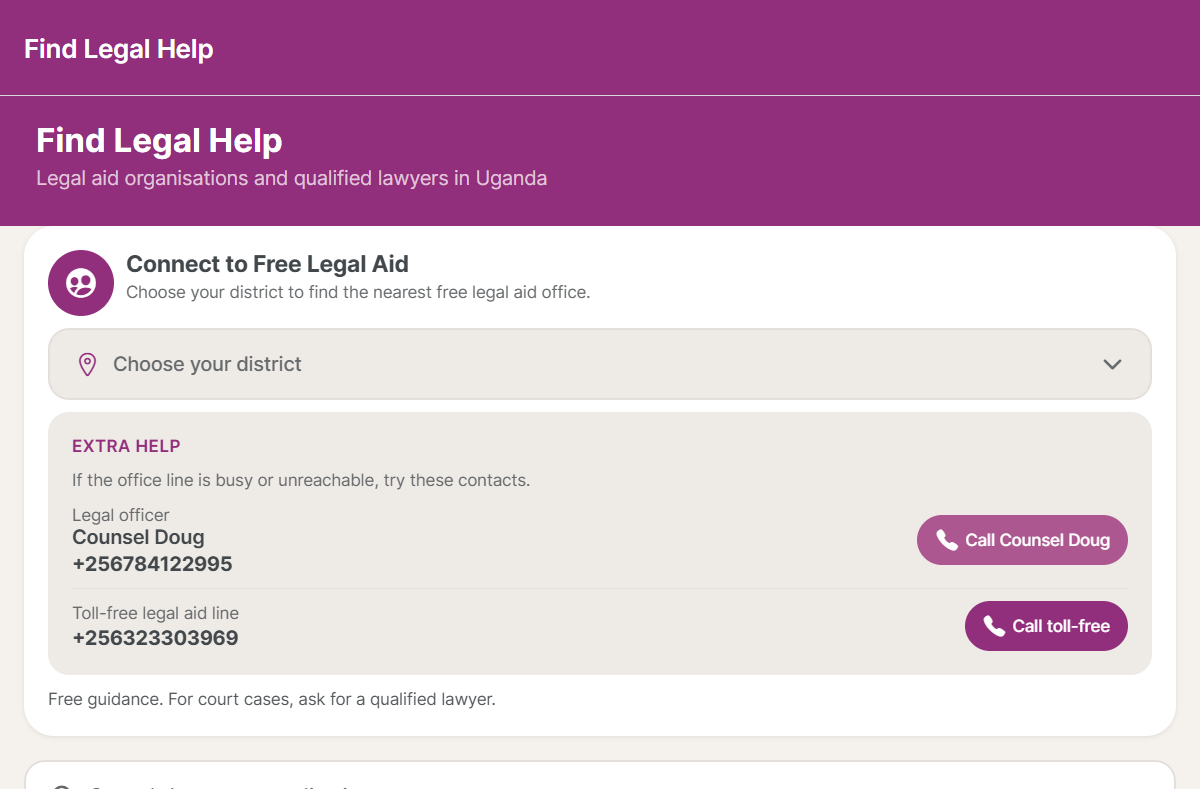 Find Legal Help
Find Legal Help
Legal aid organisations and qualified lawyers in Uganda
Connect to Free Legal Aid
Choose your district to find the nearest free legal aid office.
Choose your district
EXTRA HELP
If the office line is busy or unreachable, try these contacts.
Legal officer
Counsel Doug
+256784122995
Call Counsel Doug
Toll-free legal aid line
+256323303969
Call toll-free
Free guidance. For court cases, ask for a qualified lawyer.